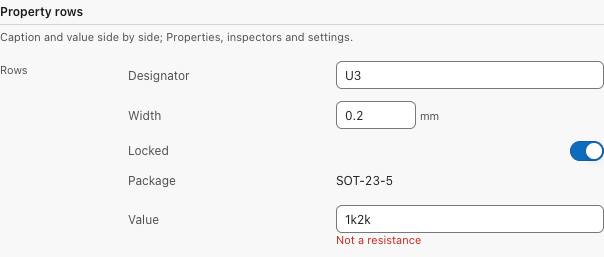 Property rows
Caption and value side by side; Properties, inspectors and settings.
Rows
Designator U3
Width 0.2 mm
Locked
Package SOT-23-5
Value 1k2k
Not a resistance